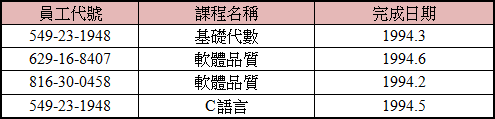 員工代號 課程名稱 完成日期
549-23-1948 基礎代數 1994.3
629-16-8407 軟體品質 1994.6
816-30-0458 軟體品質 1994.2
549-23-1948 C語言 1994.5